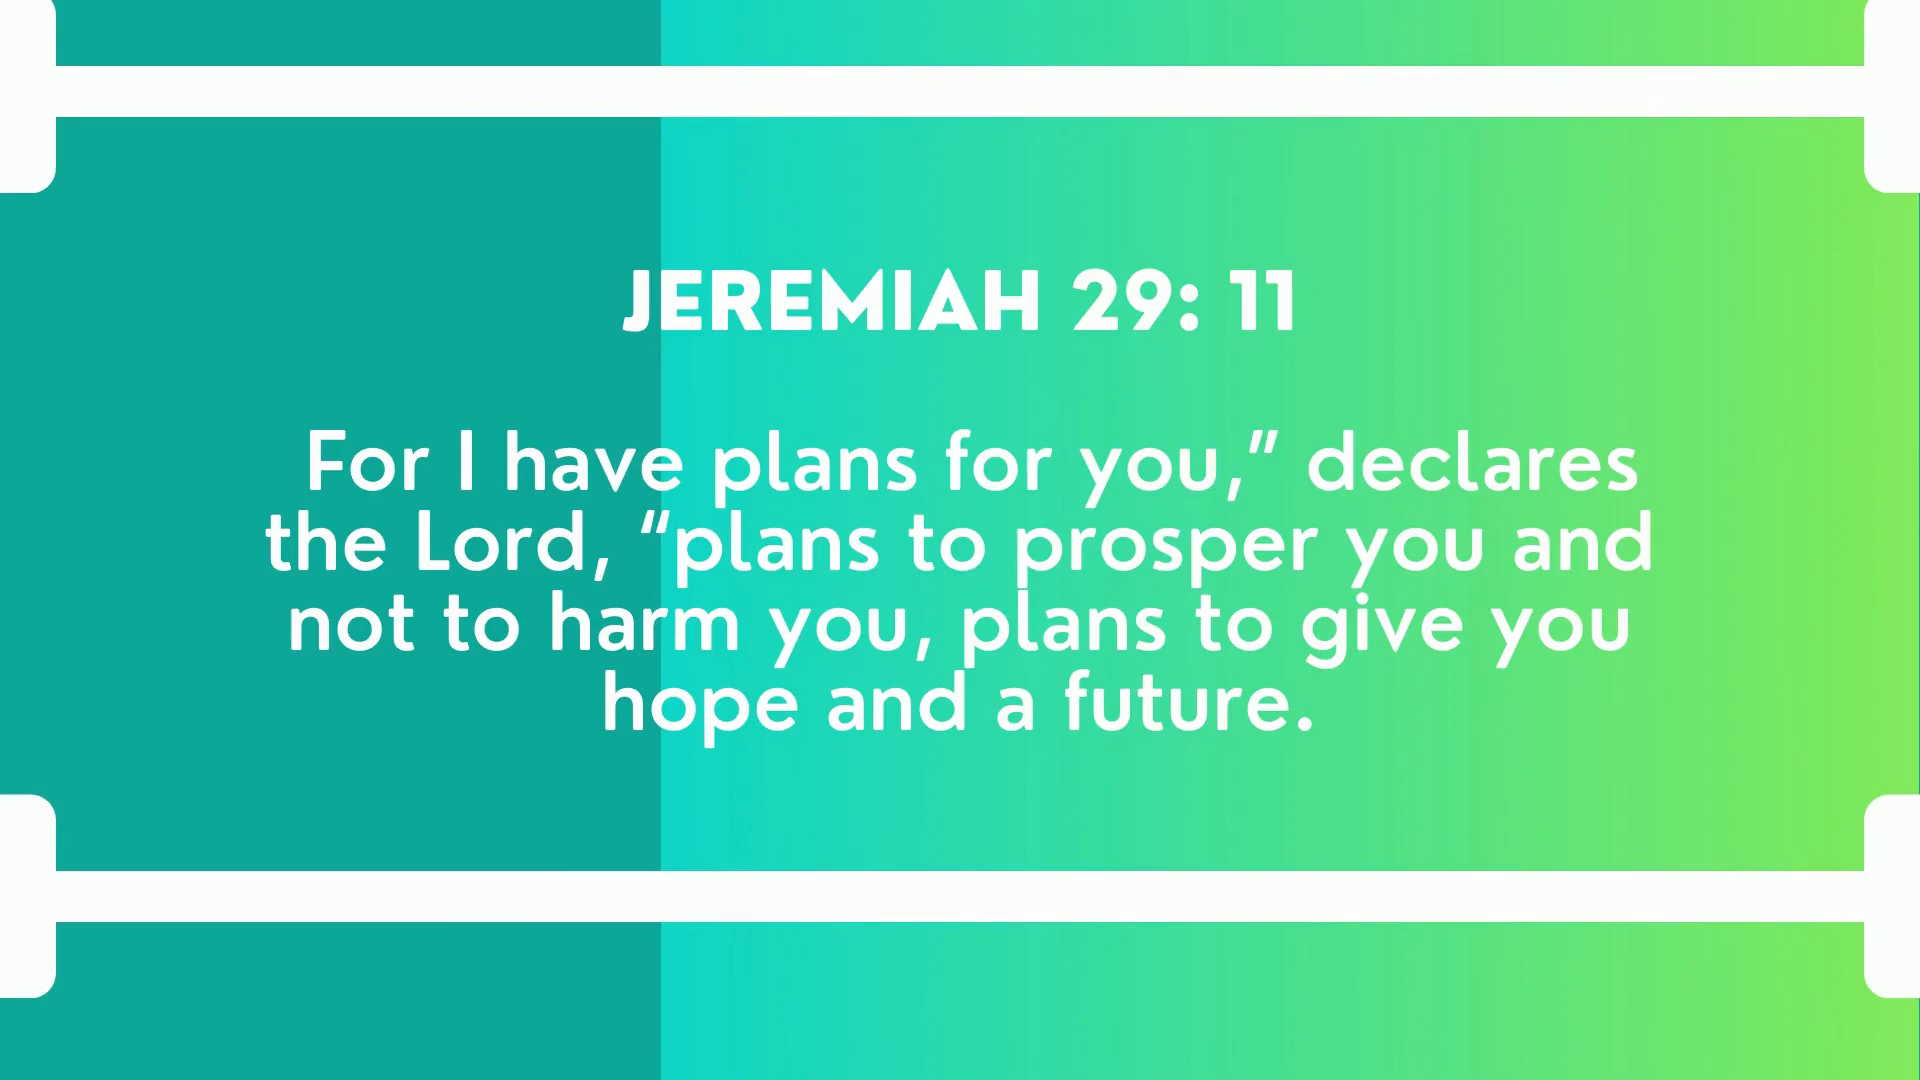 JEREMIAH 29: 11
For I have plans for you,” declares
the Lord, “plans to prosper you and
not to harm you, plans to give you
hope and a future.